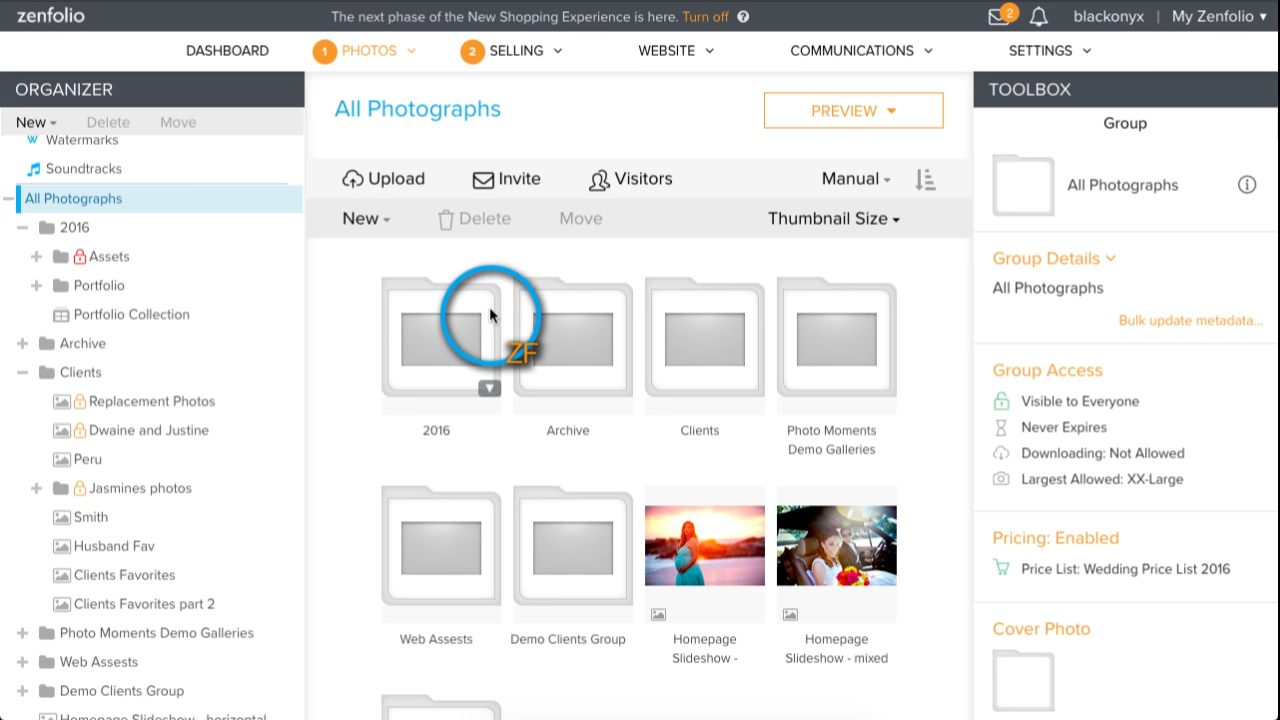 zenfolio
The next phase of the New Shopping Experience is here. Turn off ?
2
blackonyx | My Zenfolio
DASHBOARD
1 PHOTOS
2 SELLING
WEBSITE
COMMUNICATIONS
SETTINGS
ORGANIZER
New
Delete
Move
Watermarks
Soundtracks
All Photographs
2016
Assets
Portfolio
Portfolio Collection
Archive
Clients
Replacement Photos
Dwaine and Justine
Peru
Jasmines photos
Smith
Husband Fav
Clients Favorites
Clients Favorites part 2
Photo Moments Demo Galleries
Web Assests
Demo Clients Group
Homepage Slideshow - horizontal
All Photographs
PREVIEW
Upload
Invite
Visitors
Manual
New
Delete
Move
Thumbnail Size
ZF
2016
Archive
Clients
Photo Moments
Demo Galleries
Web Assests
Demo Clients Group
Homepage
Slideshow -
Homepage
Slideshow - mixed
TOOLBOX
Group
All Photographs
Group Details
All Photographs
Bulk update metadata...
Group Access
Visible to Everyone
Never Expires
Downloading: Not Allowed
Largest Allowed: XX-Large
Pricing: Enabled
Price List: Wedding Price List 2016
Cover Photo